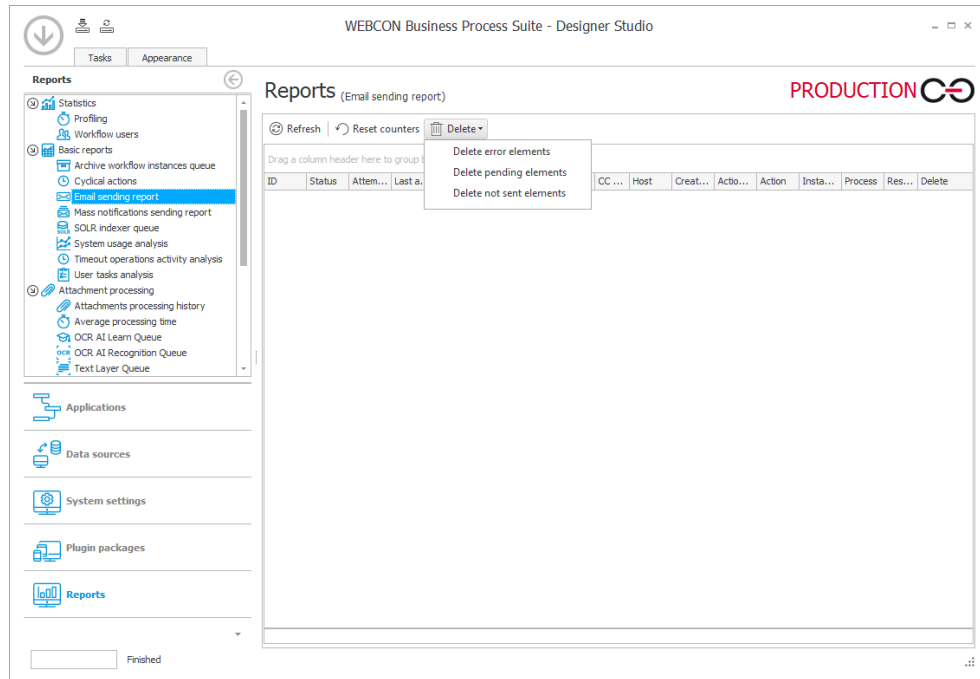 WEBCON Business Process Suite - Designer Studio
Tasks Appearance
Reports
Statistics
Profiling
Workflow users
Basic reports
Archive workflow instances queue
Cyclical actions
Email sending report
Mass notifications sending report
SOLR indexer queue
System usage analysis
Timeout operations activity analysis
User tasks analysis
Attachment processing
Attachments processing history
Average processing time
OCR AI Learn Queue
OCR AI Recognition Queue
Text Layer Queue
Applications
Data sources
System settings
Plugin packages
Reports
Finished
Reports (Email sending report)
PRODUCTION
Refresh Reset counters Delete
Delete error elements
Delete pending elements
Delete not sent elements
Drag a column header here to group
ID Status Attem... Last a. CC ... Host Creat... Actio... Action Insta... Process Res... Delete